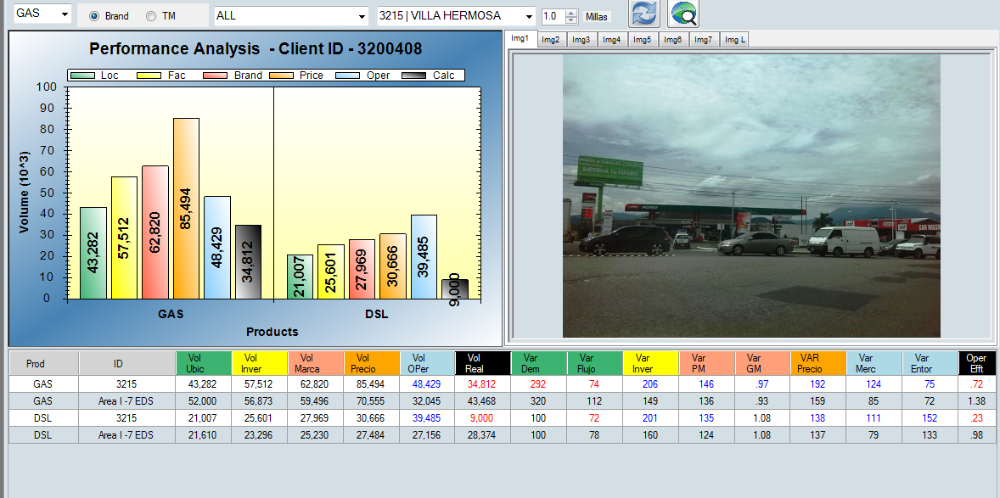 GAS Brand TM ALL 3215 | VILLA HERMOSA 1.0 Millas
Img1 Img2 Img3 Img4 Img5 Img6 Img7 Img L
Performance Analysis - Client ID - 3200408
Loc Fac Brand Price Oper Calc
Volume (10^3)
100
90
80
70
60
50
40
30
20
10
0
43,282
57,512
62,820
85,494
48,429
34,812
21,007
25,601
27,969
30,666
39,485
9,000
GAS DSL
Products
IMPORTA TU FUTURO
PUMA
CAR WASH
Prod ID Vol Ubic Vol Inver Vol Marca Vol Precio Vol OPer Vol Real Var Dem Var Flujo Var Inver Var PM Var GM VAR Precio Var Merc Var Entor Oper Efft
GAS 3215 43,282 57,512 62,820 85,494 48,429 34,812 292 74 206 146 .97 192 124 75 .72
GAS Area I -7 EDS 52,000 56,873 59,496 70,555 32,045 43,468 320 112 149 136 .93 159 85 72 1.38
DSL 3215 21,007 25,601 27,969 30,666 39,485 9,000 100 72 201 135 1.08 138 111 152 .23
DSL Area I -7 EDS 21,610 23,296 25,230 27,484 27,156 28,374 100 78 160 124 1.08 137 79 133 .98